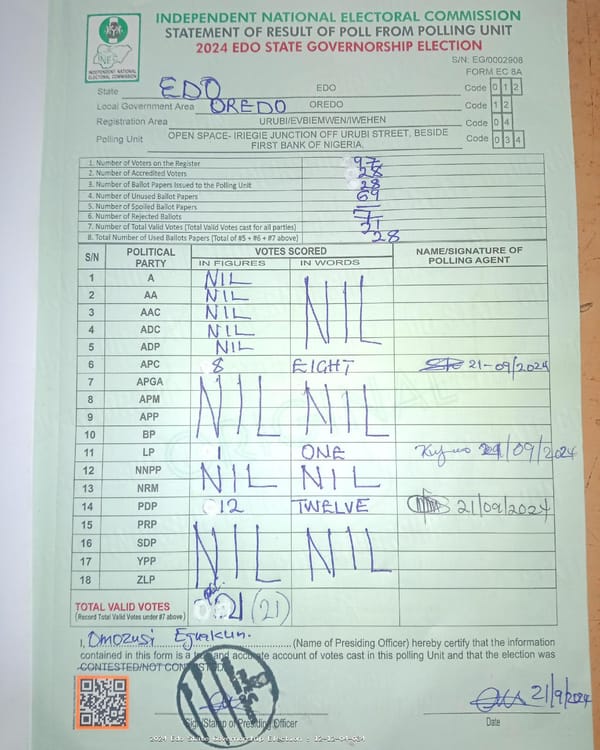 INDEPENDENT NATIONAL ELECTORAL COMMISSION
STATEMENT OF RESULT OF POLL FROM POLLING UNIT
2024 EDO STATE GOVERNORSHIP ELECTION
INDEPENDENT NATIONAL ELECTORAL COMMISSION
S/N: EG/0002908
FORM EC 8A
State EDO EDO Code 0 1 2
Local Government Area OREDO OREDO Code 1 2
Registration Area URUBI/EVBIEMWEN/IWEHEN Code 0 4
Polling Unit OPEN SPACE- IRIEGIE JUNCTION OFF URUBI STREET, BESIDE FIRST BANK OF NIGERIA. Code 0 3 4
1. Number of Voters on the Register 97
2. Number of Accredited Voters 28
3. Number of Ballot Papers Issued to the Polling Unit 28
4. Number of Unused Ballot Papers 69
5. Number of Spoiled Ballot Papers —
6. Number of Rejected Ballots 7
7. Number of Total Valid Votes (Total Valid Votes cast for all parties) 21
8. Total Number of Used Ballots Papers (Total of #5 + #6 + #7 above) 28
S/N POLITICAL PARTY VOTES SCORED NAME/SIGNATURE OF POLLING AGENT
IN FIGURES IN WORDS
1 A NIL NIL
2 AA NIL
3 AAC NIL
4 ADC NIL
5 ADP NIL
6 APC 8 EIGHT 21-09/2024
7 APGA NIL NIL
8 APM
9 APP
10 BP
11 LP 1 ONE 21/09/2024
12 NNPP NIL NIL
13 NRM
14 PDP 12 TWELVE 21/09/2024
15 PRP NIL NIL
16 SDP
17 YPP
18 ZLP
TOTAL VALID VOTES 21 (21)
(Record Total Valid Votes under #7 above)
I, Omozusi Eguakun. (Name of Presiding Officer) hereby certify that the information
contained in this form is a true and accurate account of votes cast in this polling Unit and that the election was
CONTESTED/NOT CONTESTED.
21/9/2024
Sign/Stamp of Presiding Officer Date
2024 Edo State Governorship Election : 12-12-04-034